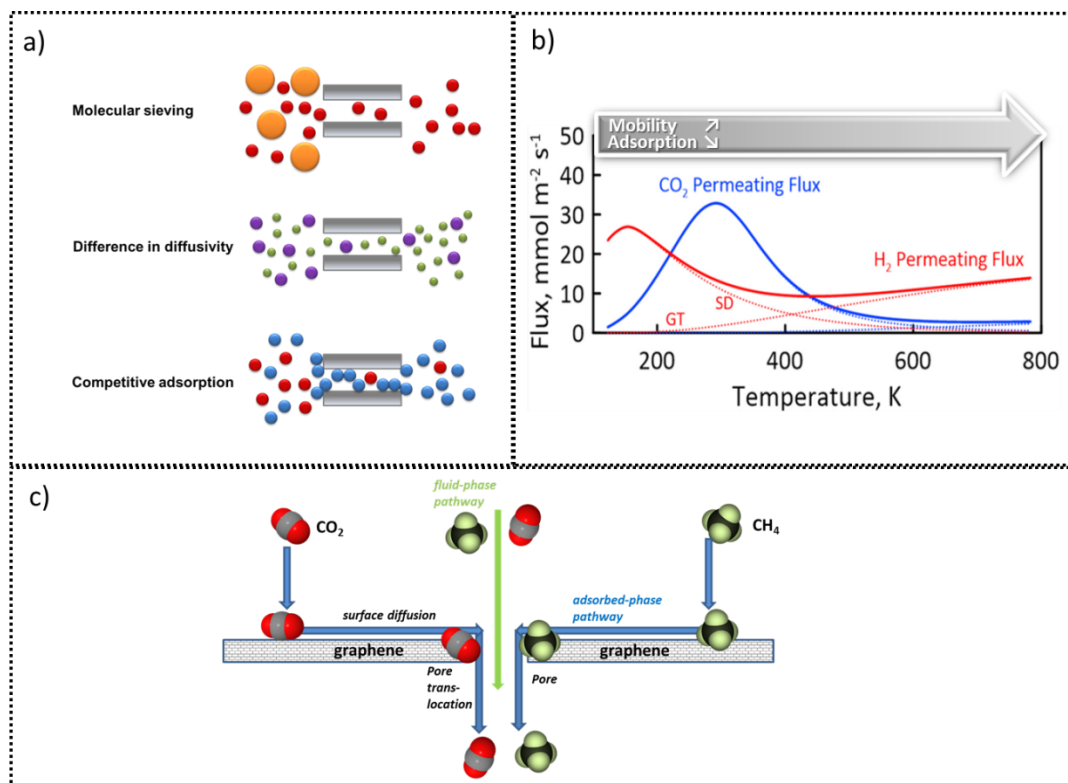 a)
Molecular sieving
Difference in diffusivity
Competitive adsorption
b)
Mobility ↗
Adsorption ↘
50
40
30
20
10
0
Flux, mmol m⁻² s⁻¹
CO₂ Permeating Flux
H₂ Permeating Flux
SD
GT
200
400
600
800
Temperature, K
c)
fluid-phase
pathway
CO₂
CH₄
surface diffusion
adsorbed-phase
pathway
graphene
graphene
Pore
trans-
location
Pore